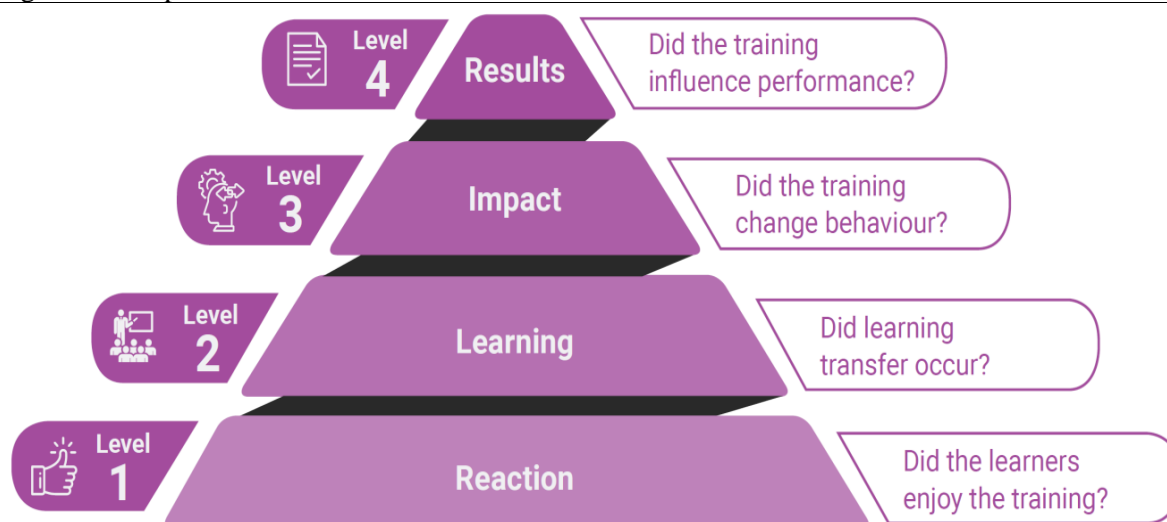 Level
4
Results
Did the training
influence performance?
Level
3
Impact
Did the training
change behaviour?
Level
2
Learning
Did learning
transfer occur?
Level
1
Reaction
Did the learners
enjoy the training?